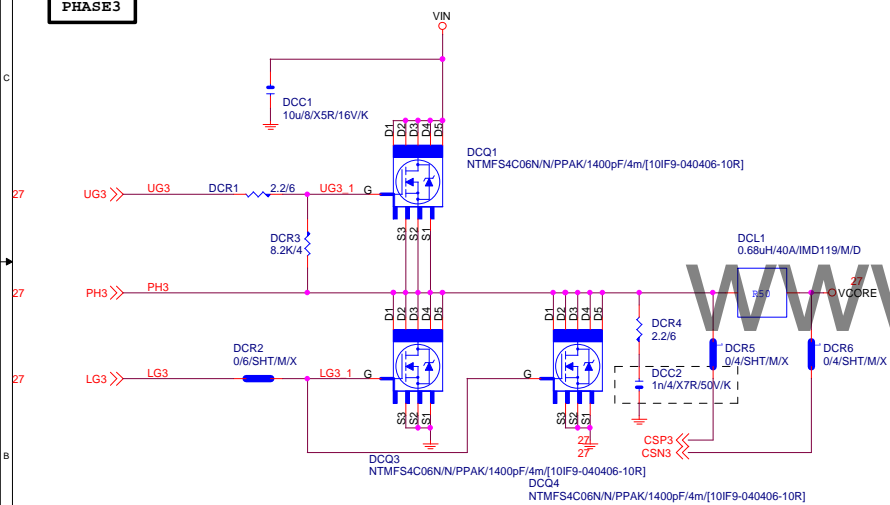 PHASE3
VIN
C
DCC1
10u/8/X5R/16V/K
D1 D2 D3 D4 D5
DCQ1
NTMFS4C06N/N/PPAK/1400pF/4m/[10IF9-040406-10R]
27 UG3 UG3 DCR1 2.2/6 UG3_1 G
S3 S2 S1
DCR3
8.2K/4
DCL1
0.68uH/40A/IMD119/M/D
27 PH3 PH3
R50
27
VCORE
WWV
D1 D2 D3 D4 D5
D1 D2 D3 D4 D5
DCR4
2.2/6
DCR2
0/6/SHT/M/X
DCR5
0/4/SHT/M/X
DCR6
0/4/SHT/M/X
27 LG3 LG3 LG3_1 G
G
DCC2
1n/4/X7R/50V/K
S3 S2 S1
S3 S2 S1
27 CSP3
27 CSN3
B
DCQ3
NTMFS4C06N/N/PPAK/1400pF/4m/[10IF9-040406-10R]
DCQ4
NTMFS4C06N/N/PPAK/1400pF/4m/[10IF9-040406-10R]